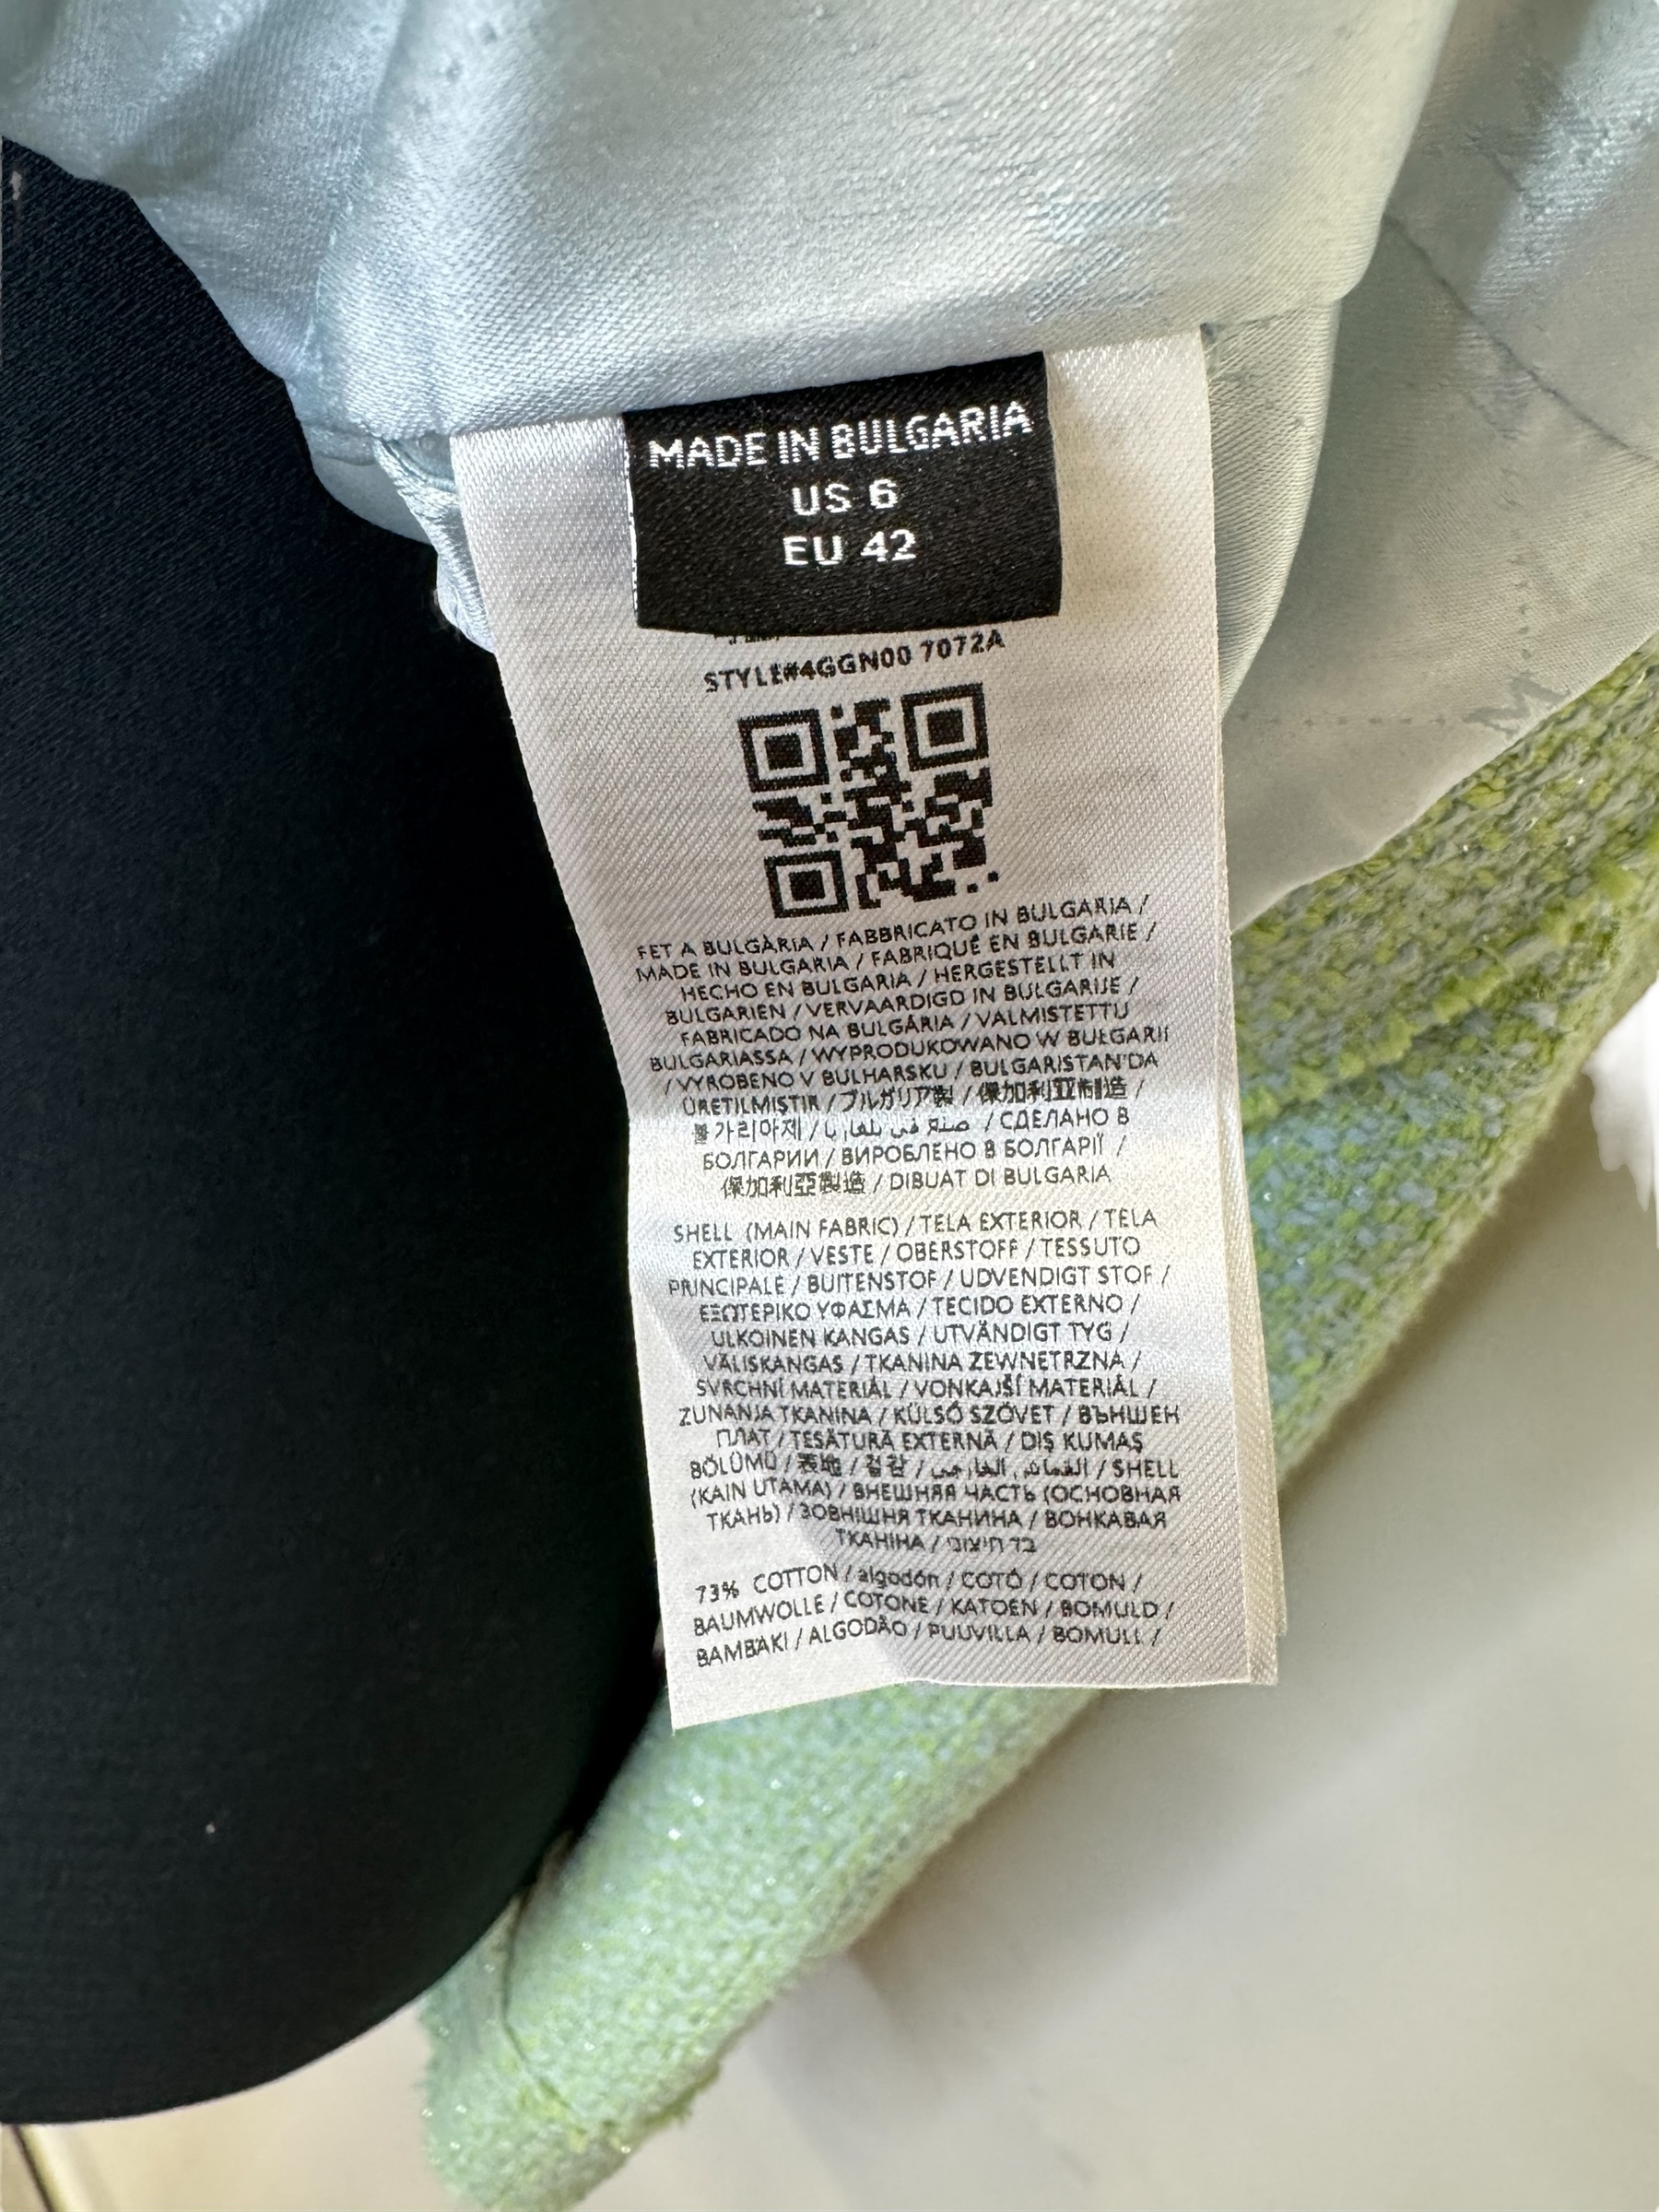 MADE IN BULGARIA
US 6
EU 42
STYLE#4GGN00 7072A
FET A BULGÀRIA / FABBRICATO IN BULGARIA /
MADE IN BULGARIA / FABRIQUÉ EN BULGARIE /
HECHO EN BULGARIA / HERGESTELLT IN
BULGARIEN / VERVAARDIGD IN BULGARIJE /
FABRICADO NA BULGÁRIA / VALMISTETTU
BULGARIASSA / WYPRODUKOWANO W BUŁGARII
/ VYROBENO V BULHARSKU / BULGARISTAN'DA
ÜRETILMIŞTIR / ブルガリア製 / 保加利亚制造 /
불가리아제 / صنع في بلغاريا / СДЕЛАНО В
БОЛГАРИИ / ВИРОБЛЕНО В БОЛГАРІЇ /
保加利亞製造 / DIBUAT DI BULGARIA
SHELL (MAIN FABRIC) / TELA EXTERIOR / TELA
EXTERIOR / VESTE / OBERSTOFF / TESSUTO
PRINCIPALE / BUITENSTOF / UDVENDIGT STOF /
ΕΞΩΤΕΡΙΚΟ ΥΦΑΣΜΑ / TECIDO EXTERNO /
ULKOINEN KANGAS / UTVÄNDIGT TYG /
VÄLISKANGAS / TKANINA ZEWNĘTRZNA /
SVRCHNÍ MATERIÁL / VONKAJŠÍ MATERIÁL /
ZUNANJA TKANINA / KÜLSŐ SZÖVET / ВЪНШЕН
ПЛАТ / ŢESĂTURĂ EXTERNĂ / DIŞ KUMAŞ
BÖLÜMÜ / 表地 / 겉감 / القماش الخارجي / SHELL
(KAIN UTAMA) / ВНЕШНЯЯ ЧАСТЬ (ОСНОВНАЯ
ТКАНЬ) / ЗОВНІШНЯ ТКАНИНА / ВОНКАВАЯ
ТКАНІНА / בד חיצוני
73% COTTON / algodón / COTÓ / COTON /
BAUMWOLLE / COTONE / KATOEN / BOMULD /
BAMBAKI / ALGODÃO / PUUVILLA / BOMULL /